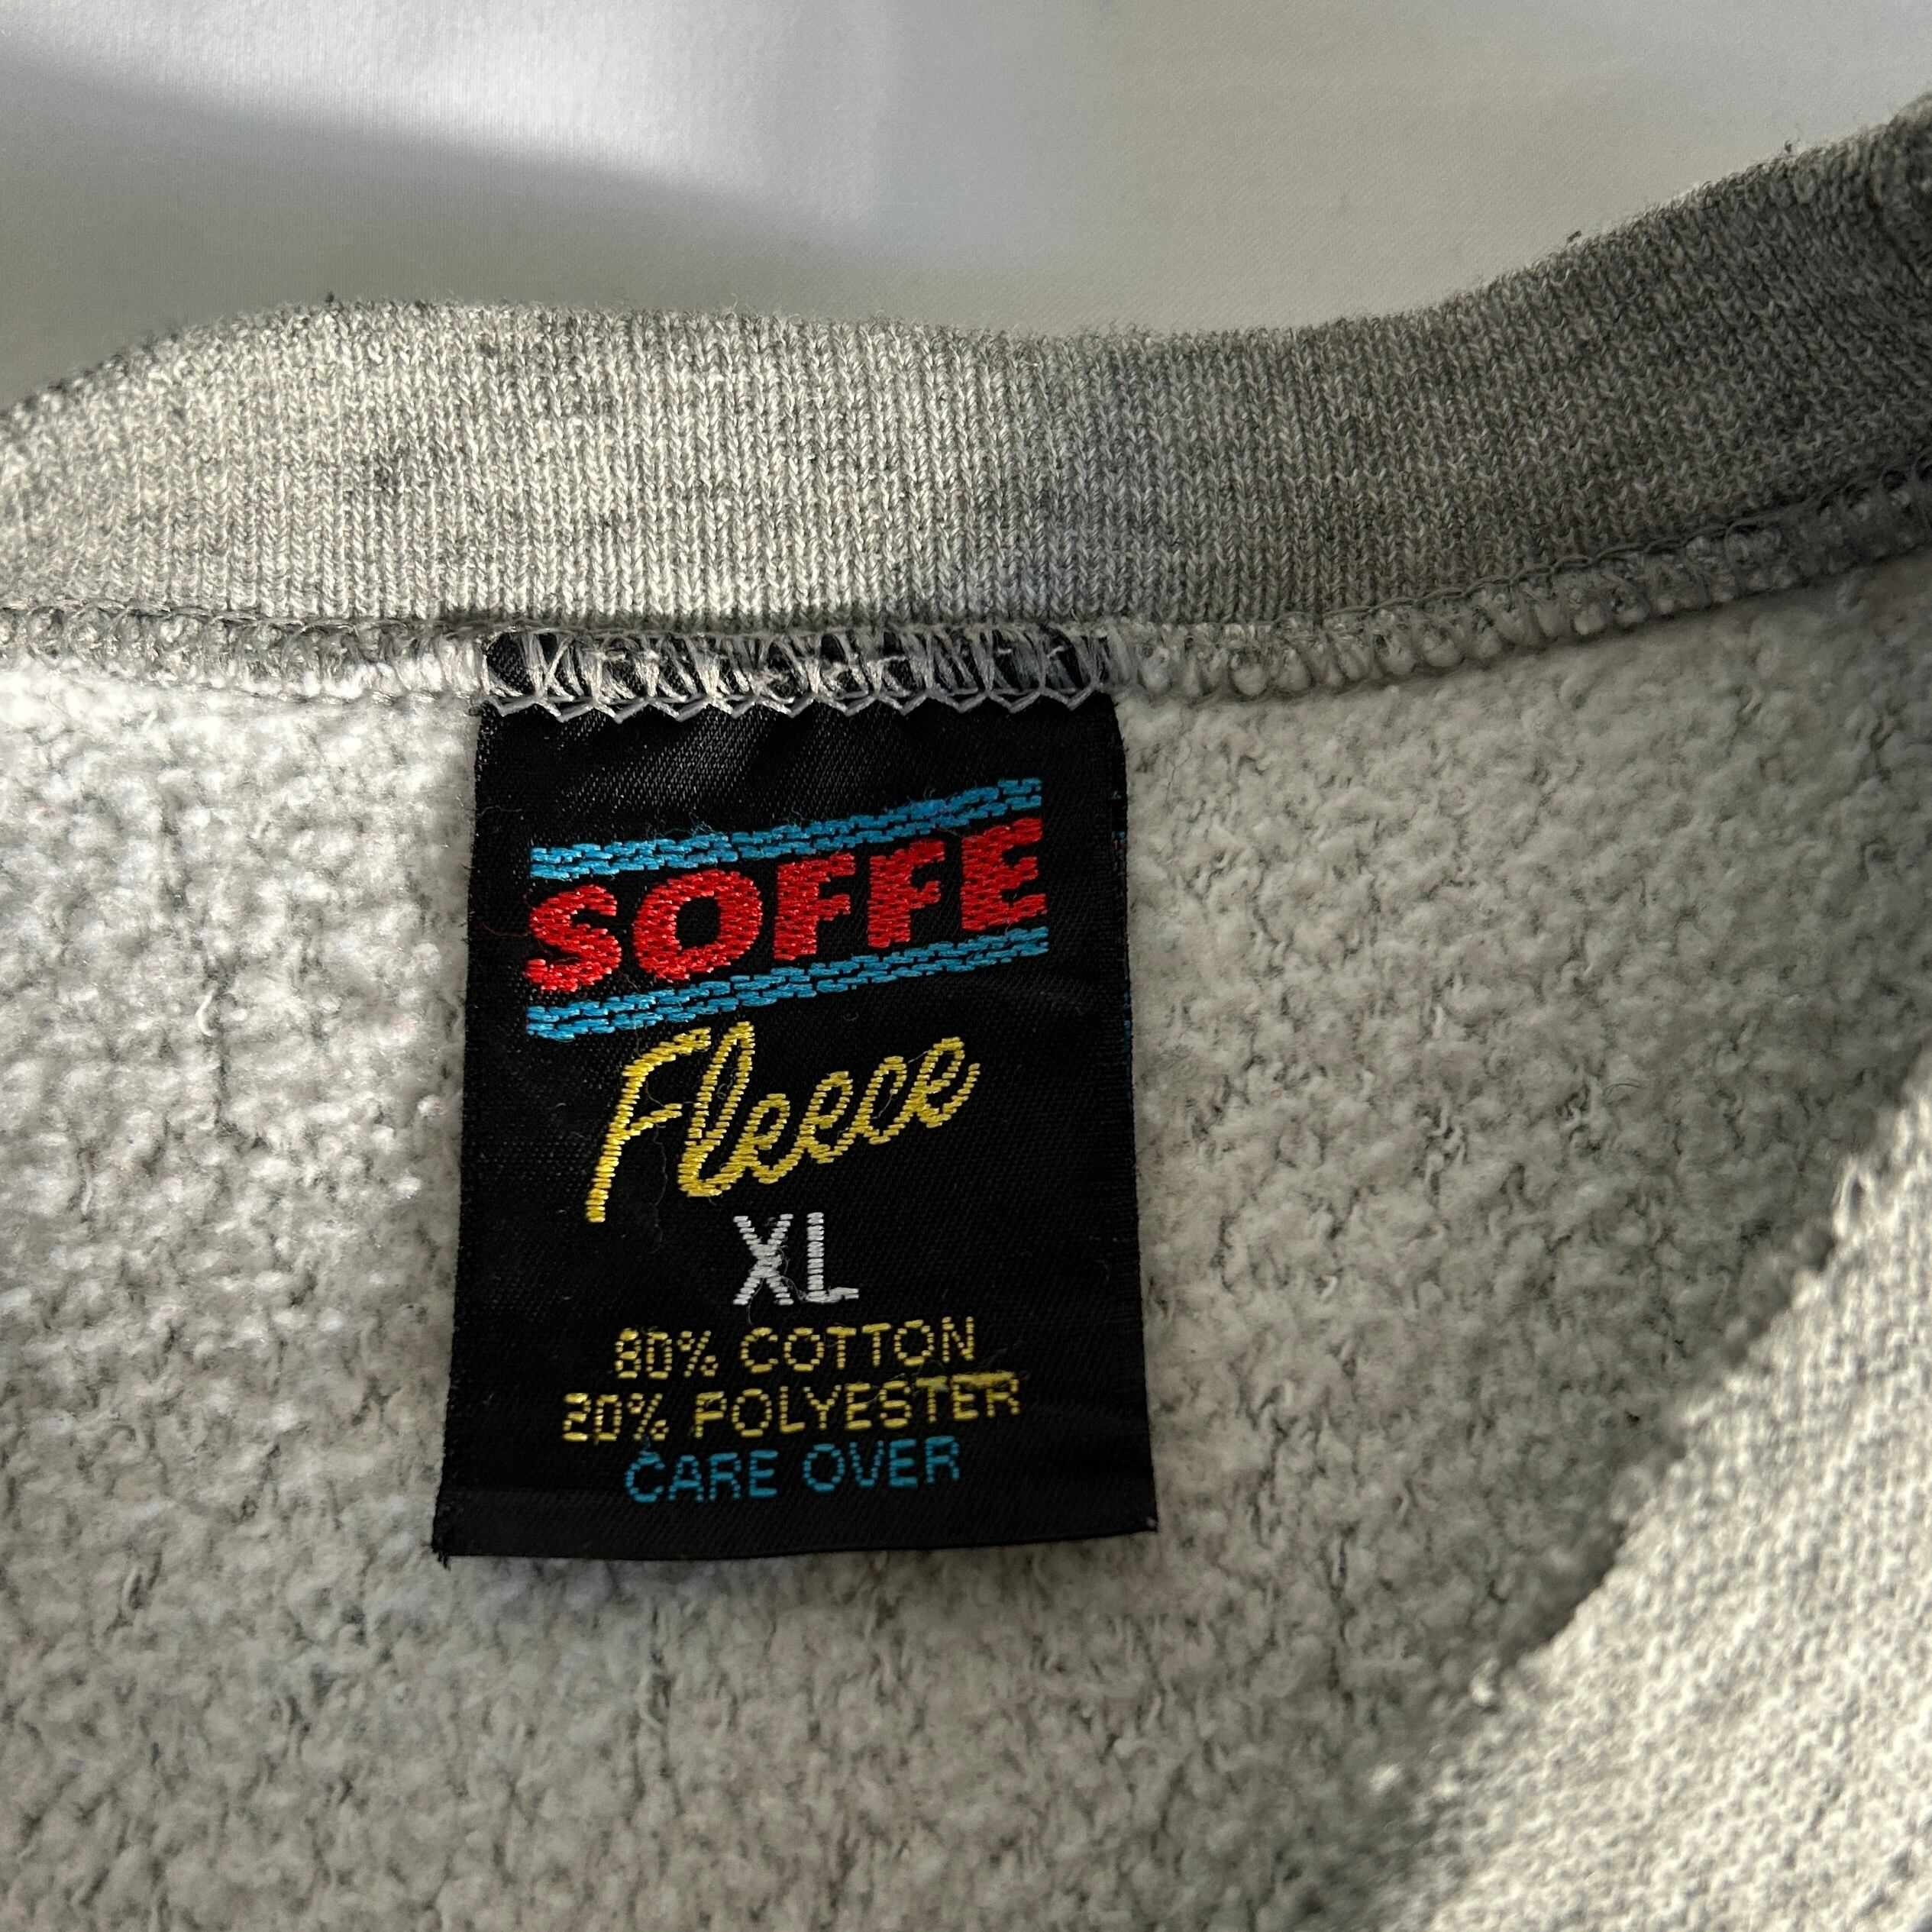 SOFFE
Fleece
XL
80% COTTON
20% POLYESTER
CARE OVER